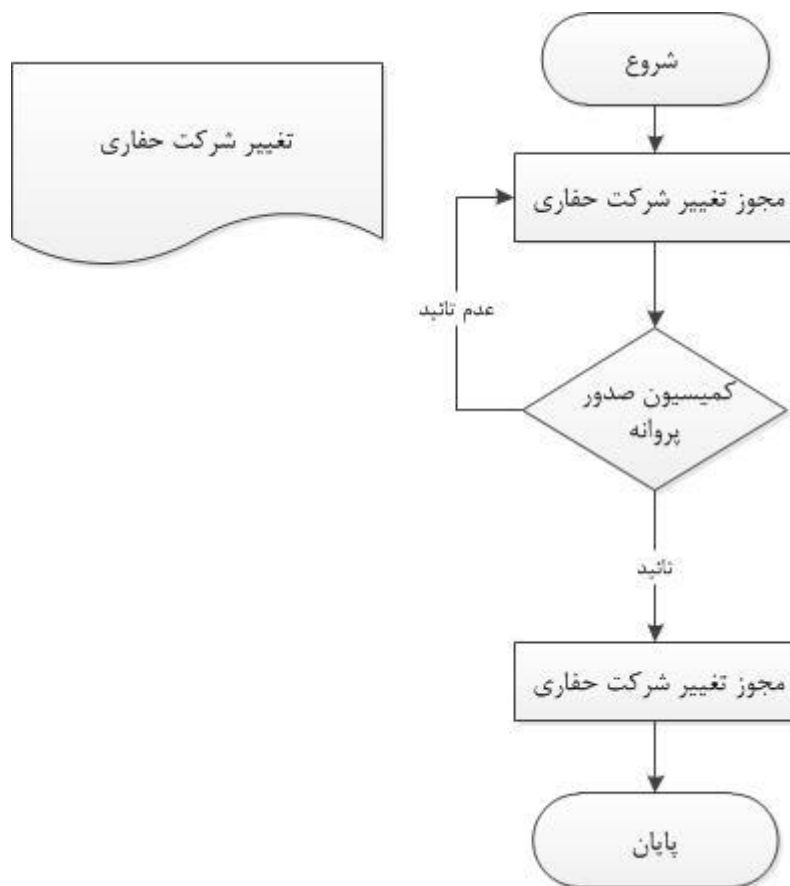 شروع
تغییر شرکت حفاری
مجوز تغییر شرکت حفاری
عدم تائید
کمیسیون صدور
پروانه
تائید
مجوز تغییر شرکت حفاری
پایان